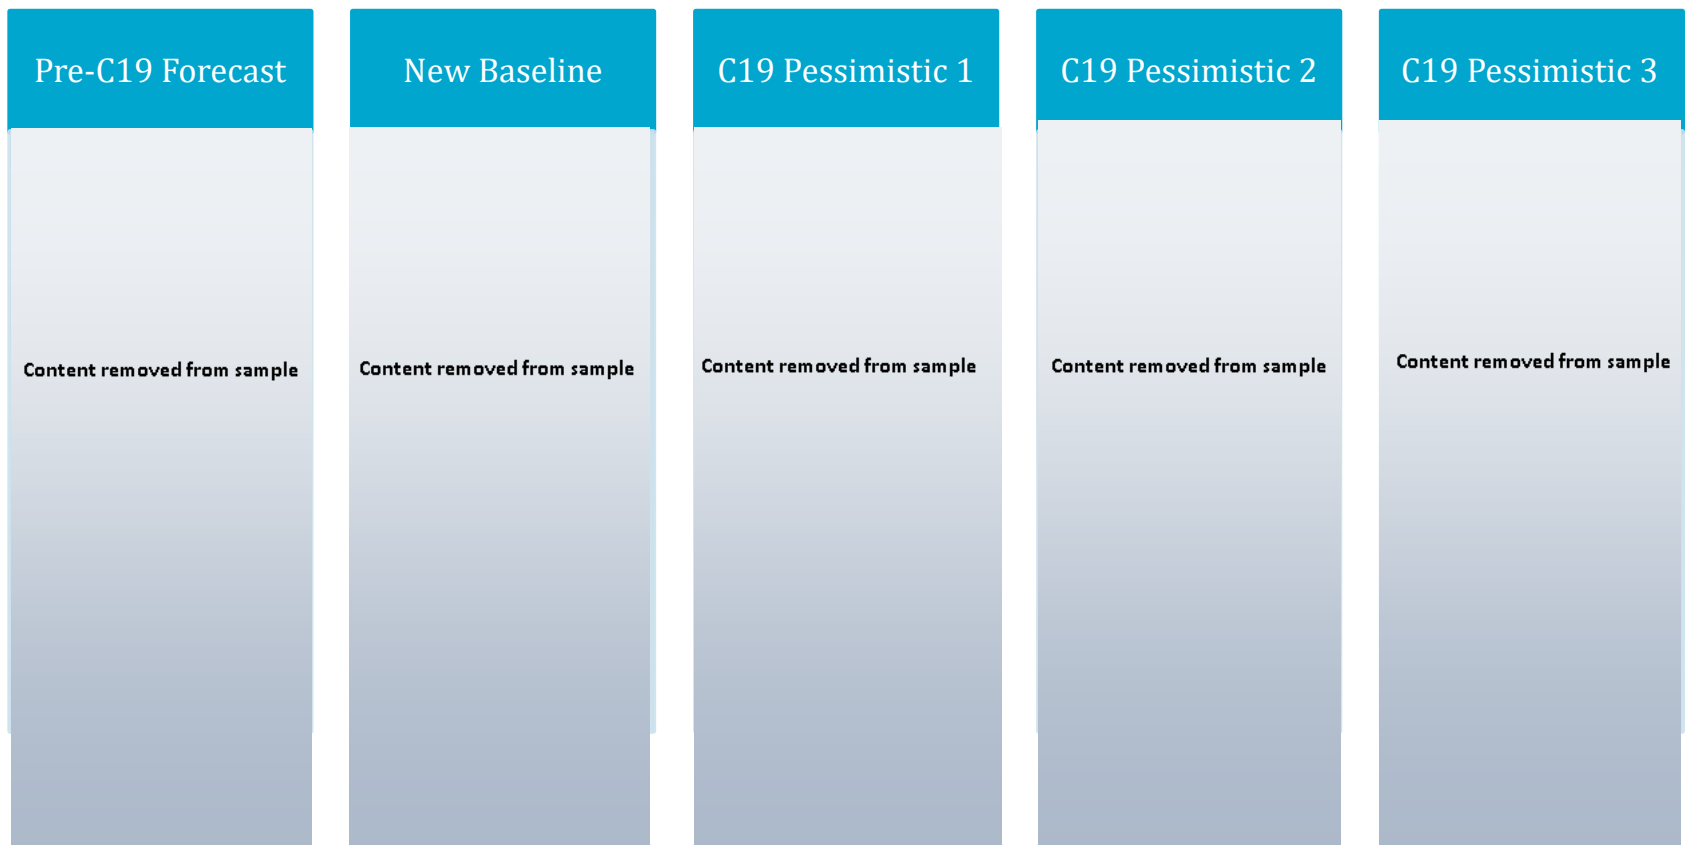 Pre-C19 Forecast
New Baseline
C19 Pessimistic 1
C19 Pessimistic 2
C19 Pessimistic 3
Content removed from sample
Content removed from sample
Content removed from sample
Content removed from sample
Content removed from sample